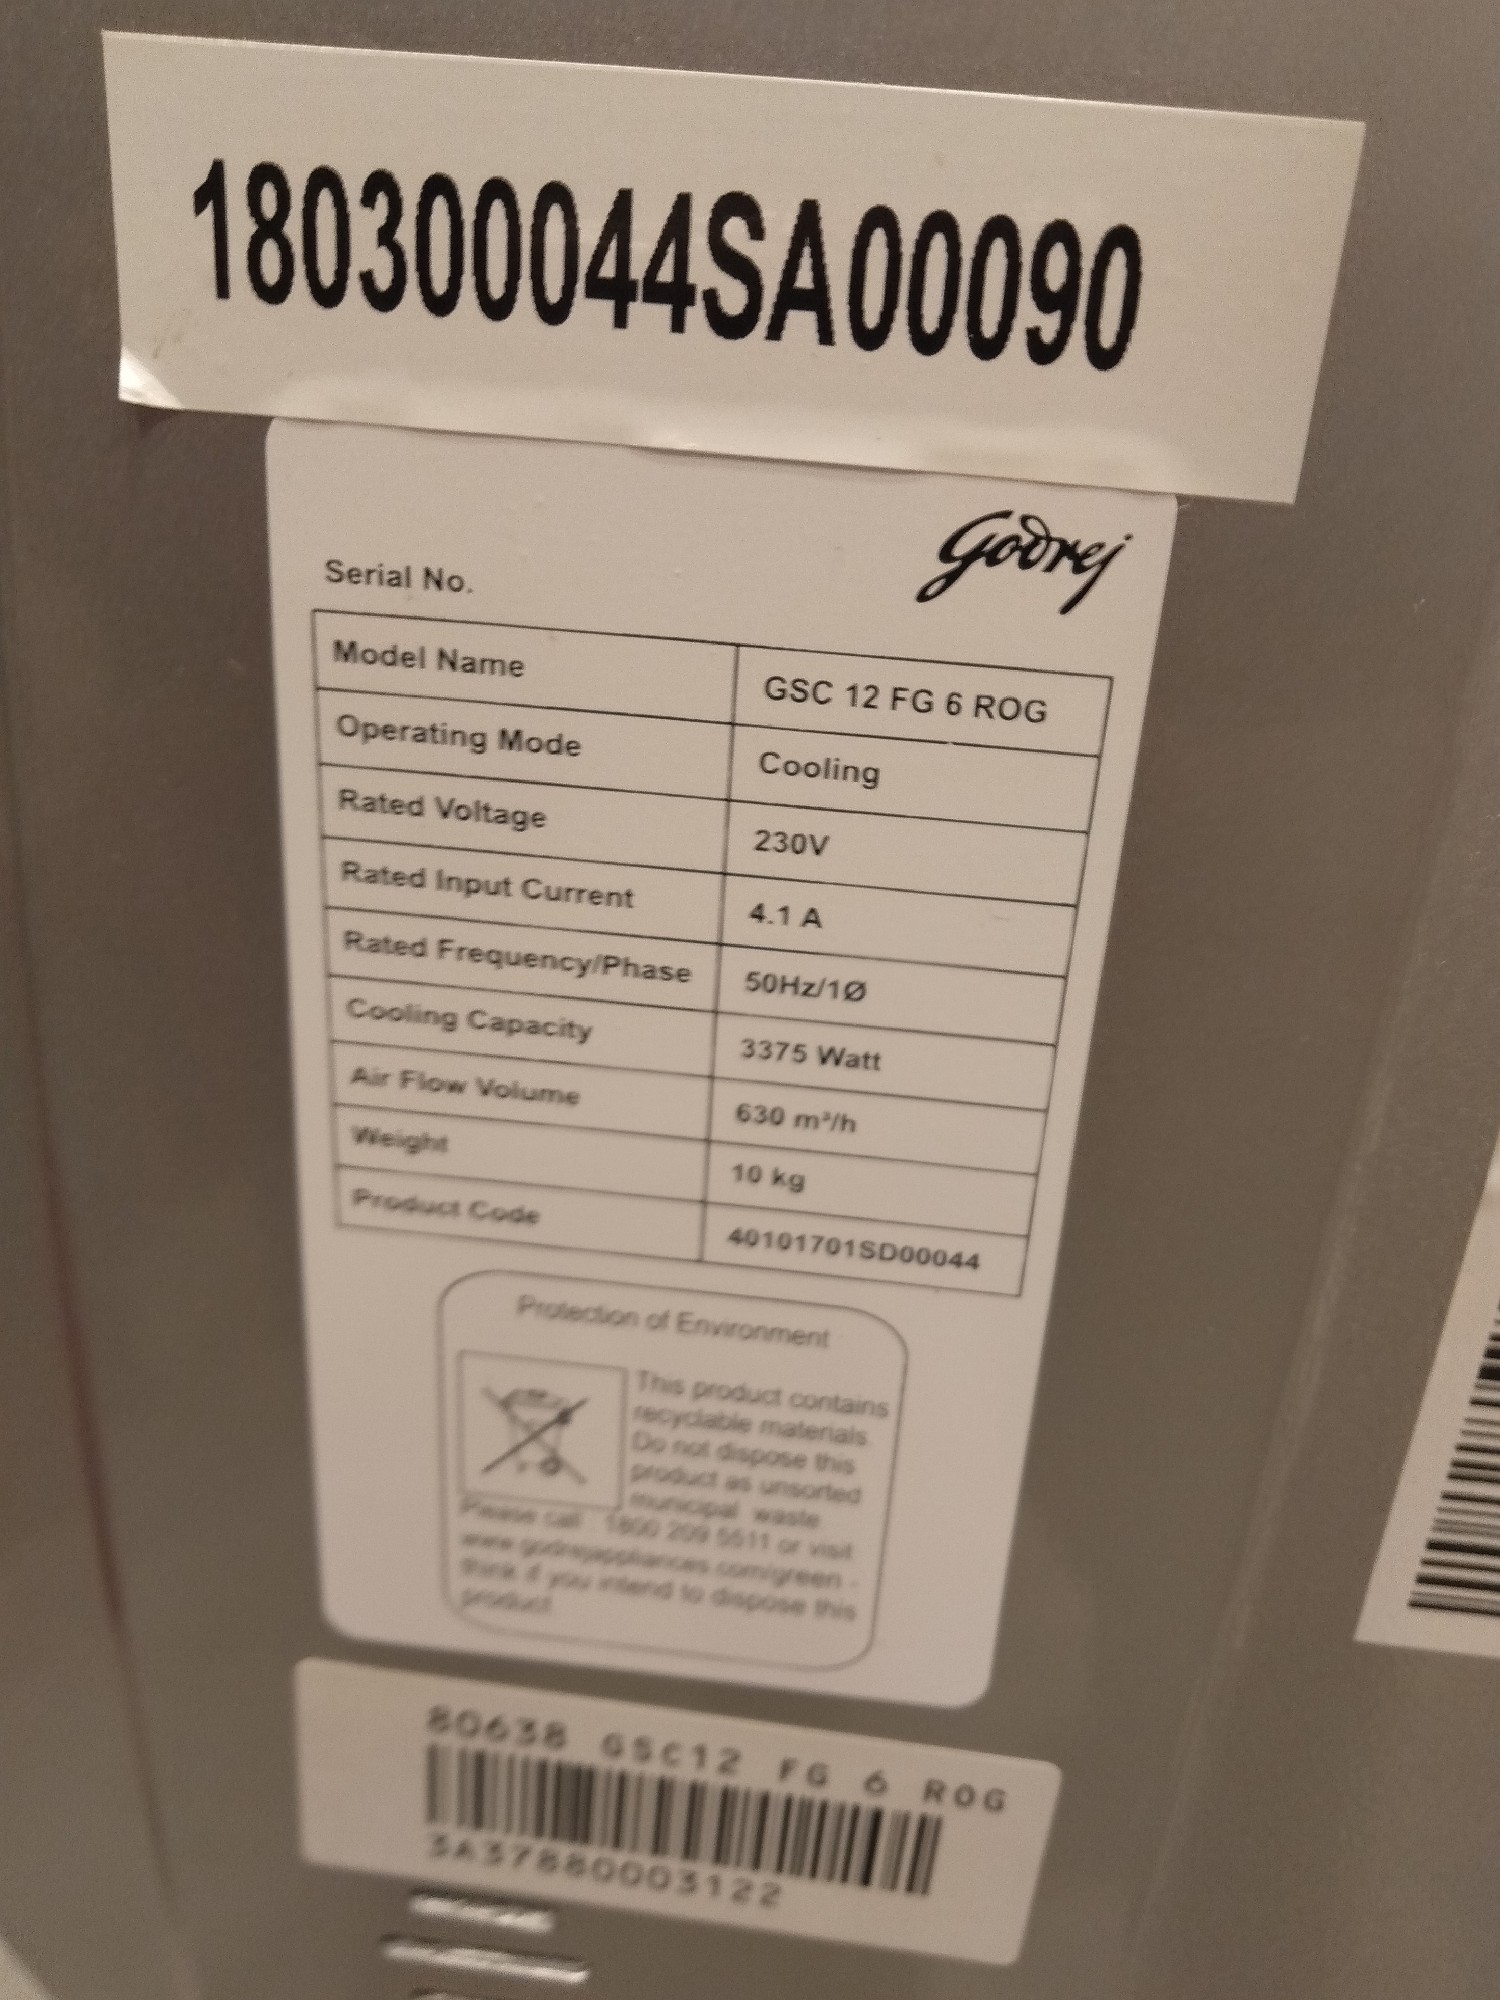 180300044SA00090
Godrej
Serial No.
Model Name GSC 12 FG 6 ROG
Operating Mode Cooling
Rated Voltage 230V
Rated Input Current 4.1 A
Rated Frequency/Phase 50Hz/1Ø
Cooling Capacity 3375 Watt
Air Flow Volume 630 m³/h
Weight 10 kg
Product Code 40101701SD00044
Protection of Environment
This product contains
recyclable materials.
Do not dispose this
product as unsorted
municipal waste
Please call 1800 209 5511 or visit
www.godrejappliances.com/green -
think if you intend to dispose this
product
80638 GSC12 FG 6 ROG
3A37880003122